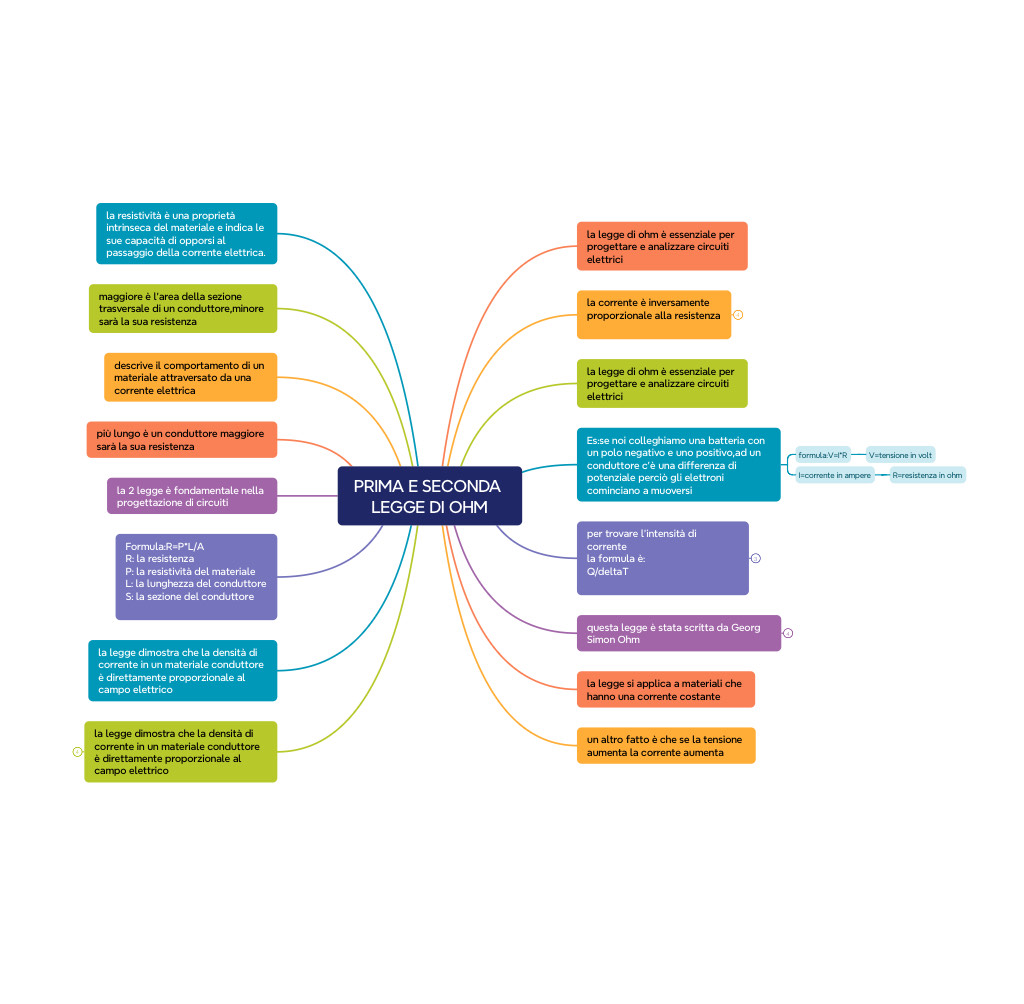 PRIMA E SECONDA
LEGGE DI OHM
la resistività è una proprietà
intrinseca del materiale e indica le
sue capacità di opporsi al
passaggio della corrente elettrica.
maggiore è l'area della sezione
trasversale di un conduttore,minore
sarà la sua resistenza
descrive il comportamento di un
materiale attraversato da una
corrente elettrica
più lungo è un conduttore maggiore
sarà la sua resistenza
la 2 legge è fondamentale nella
progettazione di circuiti
Formula:R=P*L/A
R: la resistenza
P: la resistività del materiale
L: la lunghezza del conduttore
S: la sezione del conduttore
la legge dimostra che la densità di
corrente in un materiale conduttore
è direttamente proporzionale al
campo elettrico
la legge dimostra che la densità di
corrente in un materiale conduttore
è direttamente proporzionale al
campo elettrico
la legge di ohm è essenziale per
progettare e analizzare circuiti
elettrici
la corrente è inversamente
proporzionale alla resistenza
la legge di ohm è essenziale per
progettare e analizzare circuiti
elettrici
Es:se noi colleghiamo una batteria con
un polo negativo e uno positivo,ad un
conduttore c'è una differenza di
potenziale perciò gli elettroni
cominciano a muoversi
formula:V=I*R
V=tensione in volt
I=corrente in ampere
R=resistenza in ohm
per trovare l'intensità di
corrente
la formula è:
Q/deltaT
questa legge è stata scritta da Georg
Simon Ohm
la legge si applica a materiali che
hanno una corrente costante
un altro fatto è che se la tensione
aumenta la corrente aumenta